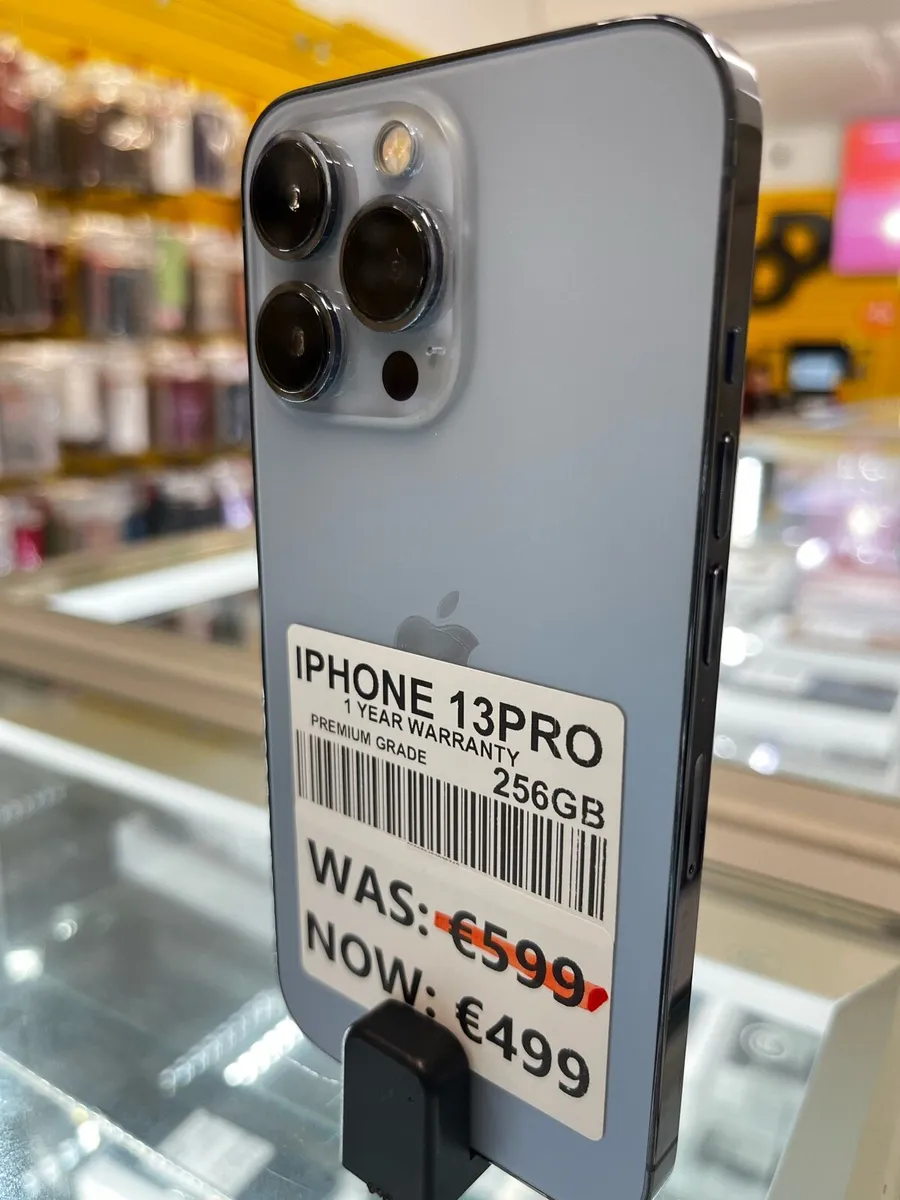 IPHONE 13PRO
1 YEAR WARRANTY
PREMIUM GRADE
256GB
WAS: €599
NOW: €499